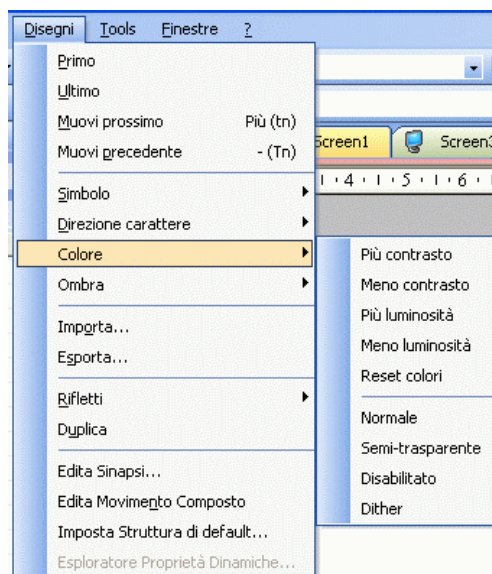 Disegni Tools Finestre ?
Primo
Ultimo
Muovi prossimo Più (tn)
Muovi precedente - (Tn)
Screen1 Screen3
1 · 4 · 1 · 5 · 1 · 6 · 1
Simbolo
Direzione carattere
Colore
Ombra
Importa...
Esporta...
Rifletti
Duplica
Edita Sinapsi...
Edita Movimento Composto
Imposta Struttura di default...
Esploratore Proprietà Dinamiche...
Più contrasto
Meno contrasto
Più luminosità
Meno luminosità
Reset colori
Normale
Semi-trasparente
Disabilitato
Dither